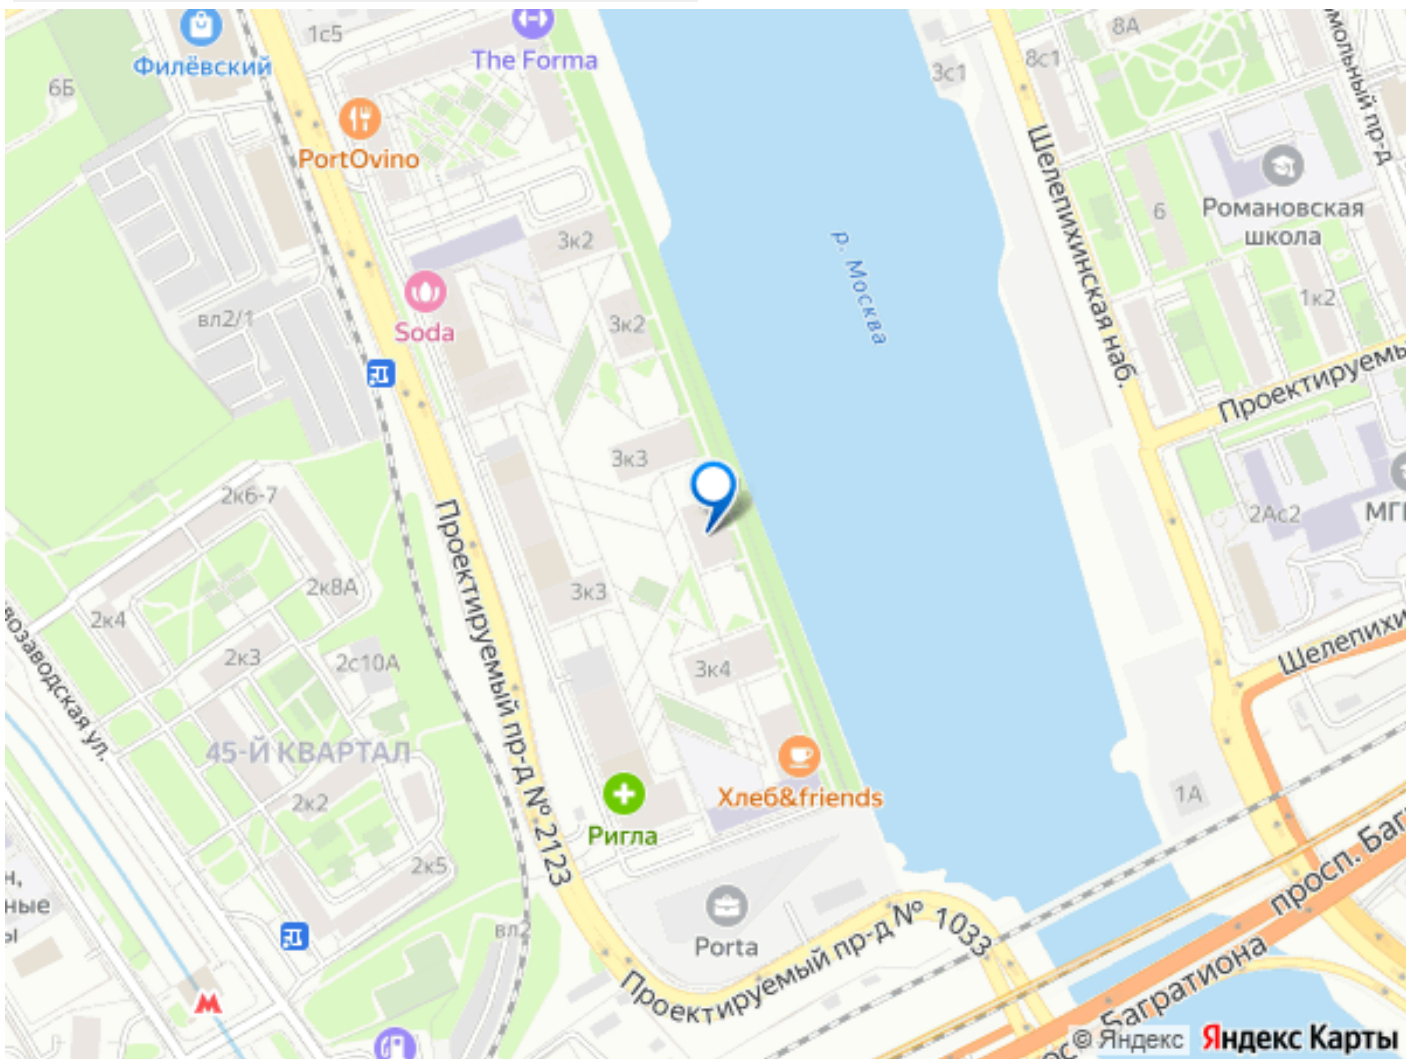 1с5
Филёвский
6Б
The Forma
PortOvino
3с1
8с1
8А
Шелепихинская наб.
Романовская
школа
6
1к2
3к2
р. Москва
вл2/1
Soda
3к2
Проектируемы
3к3
2Ас2
2к6-7
Проектируемый пр-д № 2123
2к8А
3к3
2к4
2к3
2с10А
3к4
Шелепихи
45-Й КВАРТАЛ
2к2
Хлеб&friends
1А
Ригла
2к5
ные
ы
вл2
Porta
Проектируемый пр-д № 1033
просп. Баг
Багратиона
© Яндекс Яндекс Карты